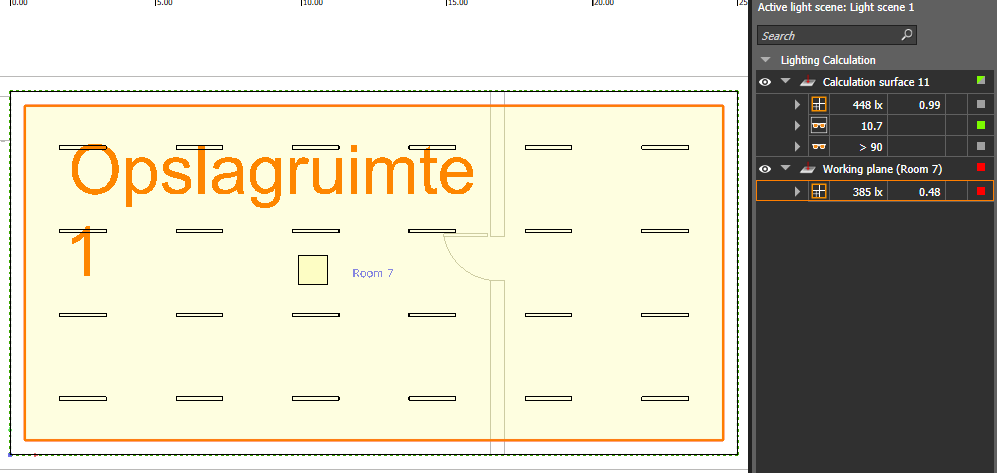 0.00 5.00 10.00 15.00 20.00 25
Active light scene: Light scene 1
Search
Lighting Calculation
Calculation surface 11
448 lx 0.99
10.7
> 90
Working plane (Room 7)
385 lx 0.48
Opslagruimte
1
Room 7